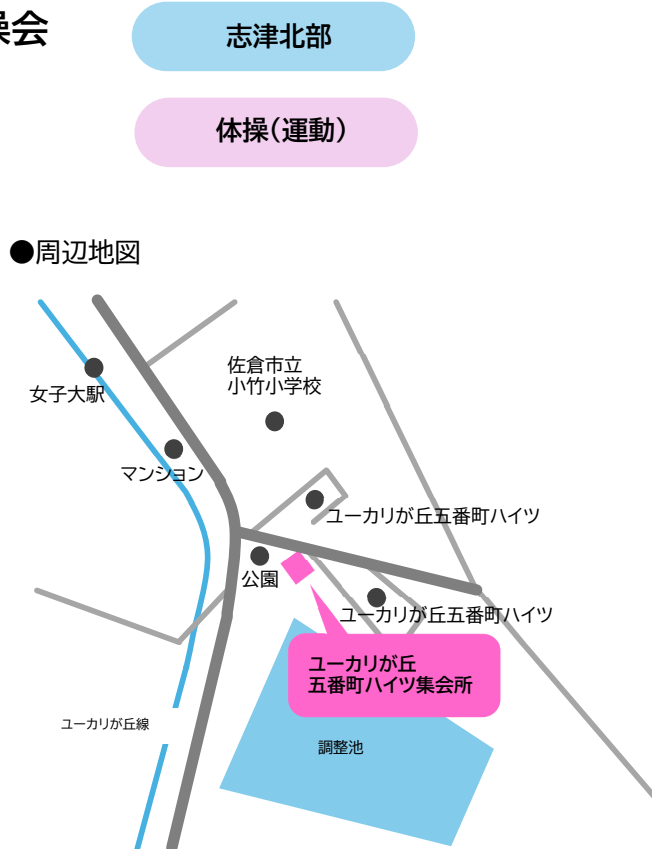 操会
志津北部
体操(運動)
●周辺地図
佐倉市立
小竹小学校
女子大駅
マンション
ユーカリが丘五番町ハイツ
公園
ユーカリが丘五番町ハイツ
ユーカリが丘
五番町ハイツ集会所
ユーカリが丘線
調整池